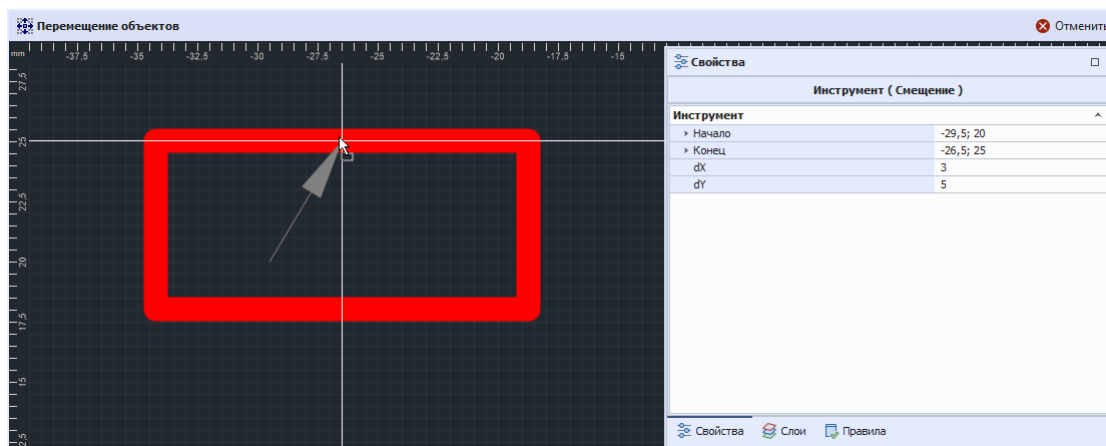 Перемещение объектов
Отменить
mm
-37,5 -35 -32,5 -30 -27,5 -25 -22,5 -20 -17,5 -15
27,5
25
22,5
20
17,5
15
12,5
Свойства
Инструмент ( Смещение )
Инструмент
Начало -29,5; 20
Конец -26,5; 25
dX 3
dY 5
Свойства Слои Правила